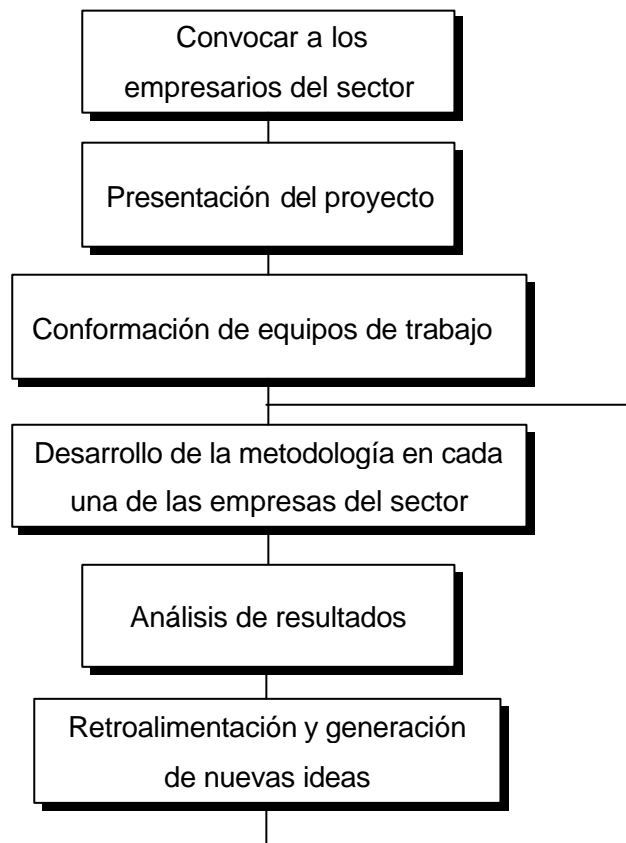 Convocar a los
empresarios del sector
Presentación del proyecto
Conformación de equipos de trabajo
Desarrollo de la metodología en cada
una de las empresas del sector
Análisis de resultados
Retroalimentación y generación
de nuevas ideas